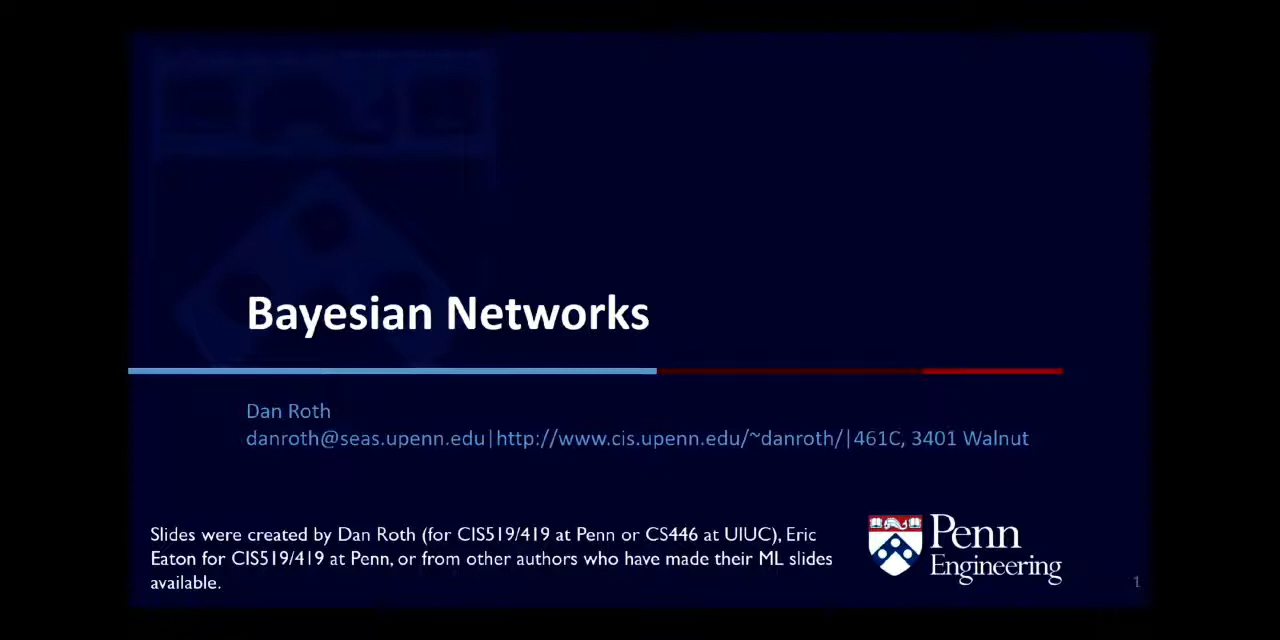 Bayesian Networks
Dan Roth
danroth@seas.upenn.edu|http://www.cis.upenn.edu/~danroth/|461C, 3401 Walnut
Slides were created by Dan Roth (for CIS519/419 at Penn or CS446 at UIUC), Eric
Eaton for CIS519/419 at Penn, or from other authors who have made their ML slides
available.
Penn
Engineering
1